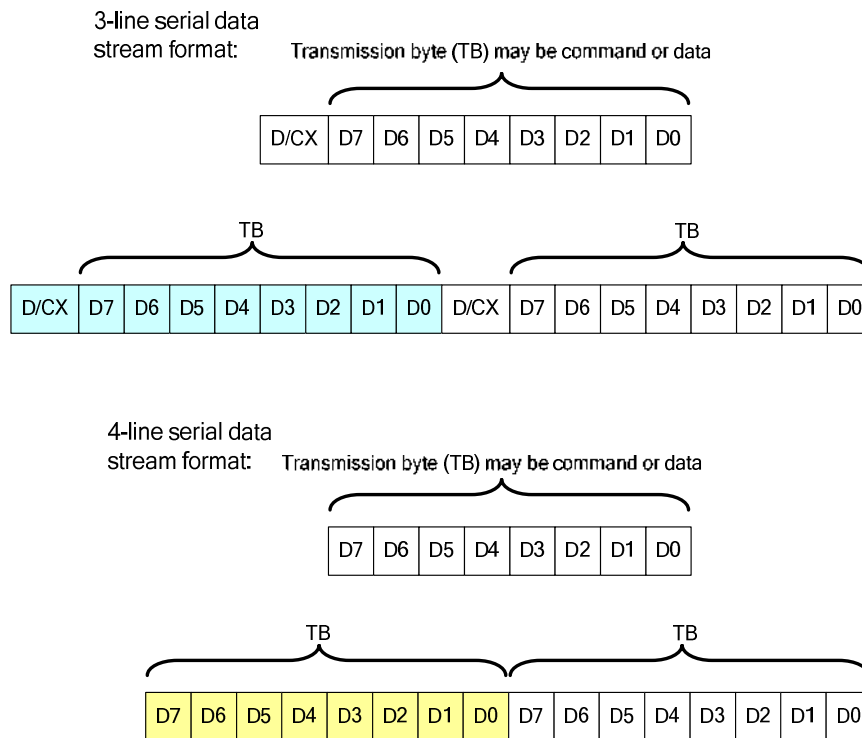 3-line serial data
stream format:
Transmission byte (TB) may be command or data
D/CX D7 D6 D5 D4 D3 D2 D1 D0
TB TB
D/CX D7 D6 D5 D4 D3 D2 D1 D0 D/CX D7 D6 D5 D4 D3 D2 D1 D0
4-line serial data
stream format:
Transmission byte (TB) may be command or data
D7 D6 D5 D4 D3 D2 D1 D0
TB TB
D7 D6 D5 D4 D3 D2 D1 D0 D7 D6 D5 D4 D3 D2 D1 D0